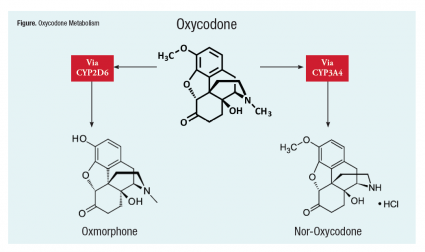 Figure. Oxycodone Metabolism
Oxycodone
Via
CYP2D6
H₃C
O
O
O
OH
N
CH₃
Via
CYP3A4
HO
O
O
OH
N
Oxmorphone
H₃C
O
O
O
OH
NH
• HCl
Nor-Oxycodone